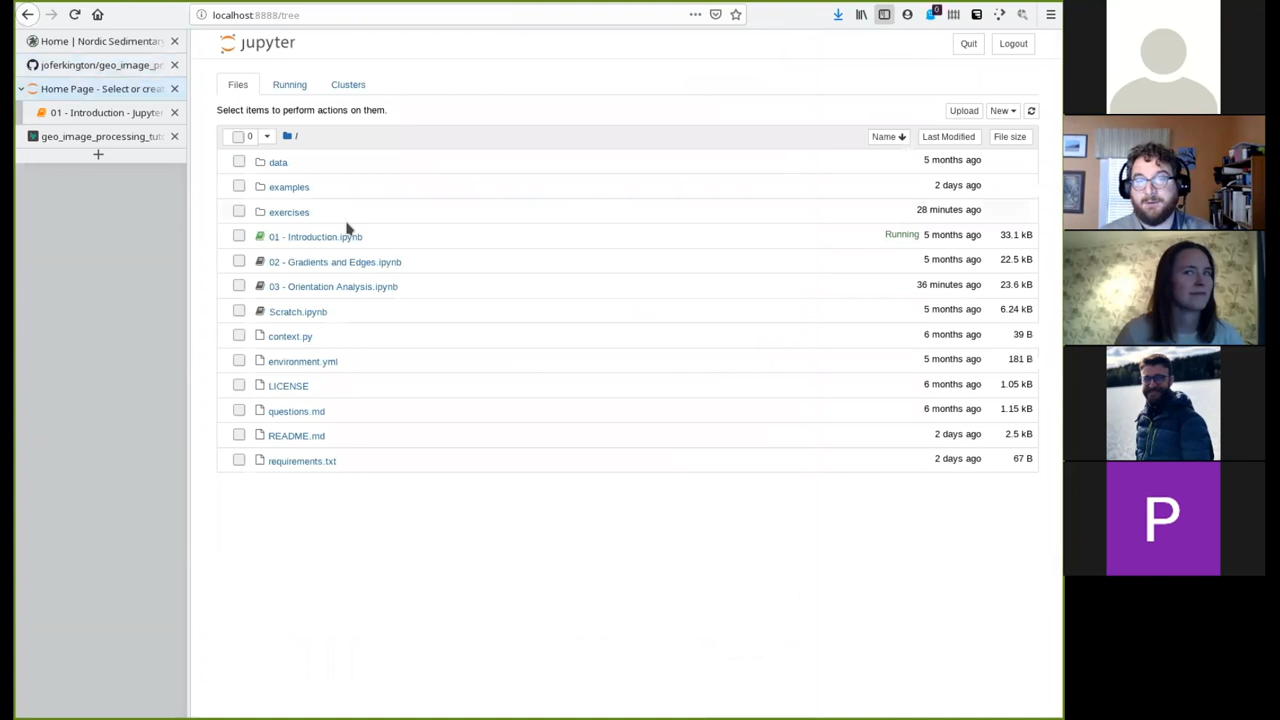 localhost:8888/tree
0
Home | Nordic Sedimentar
joferkington/geo_image_pr
Home Page - Select or creat
01 - Introduction - Jupyter
geo_image_processing_tuto
jupyter
Quit
Logout
Files
Running
Clusters
Select items to perform actions on them.
Upload
New
0
/
Name
Last Modified
File size
data
5 months ago
examples
2 days ago
exercises
28 minutes ago
01 - Introduction.ipynb
Running 5 months ago
33.1 kB
02 - Gradients and Edges.ipynb
5 months ago
22.5 kB
03 - Orientation Analysis.ipynb
36 minutes ago
23.6 kB
Scratch.ipynb
5 months ago
6.24 kB
context.py
6 months ago
39 B
environment.yml
5 months ago
181 B
LICENSE
6 months ago
1.05 kB
questions.md
6 months ago
1.15 kB
README.md
2 days ago
2.5 kB
requirements.txt
2 days ago
67 B
P